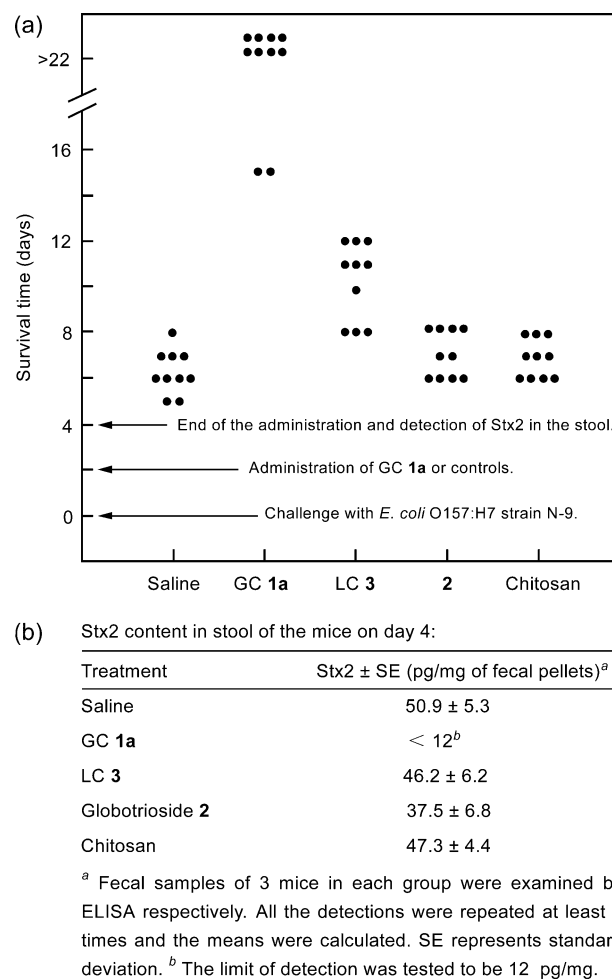 (a)
>22
16
12
8
4
0
Survival time (days)
End of the administration and detection of Stx2 in the stool.
Administration of GC 1a or controls.
Challenge with E. coli O157:H7 strain N-9.
Saline GC 1a LC 3 2 Chitosan
(b) Stx2 content in stool of the mice on day 4:
Treatment Stx2 ± SE (pg/mg of fecal pellets)a
Saline 50.9 ± 5.3
GC 1a < 12b
LC 3 46.2 ± 6.2
Globotrioside 2 37.5 ± 6.8
Chitosan 47.3 ± 4.4
a Fecal samples of 3 mice in each group were examined
ELISA respectively. All the detections were repeated at least
times and the means were calculated. SE represents
deviation. b The limit of detection was tested to be 12 pg/mg.